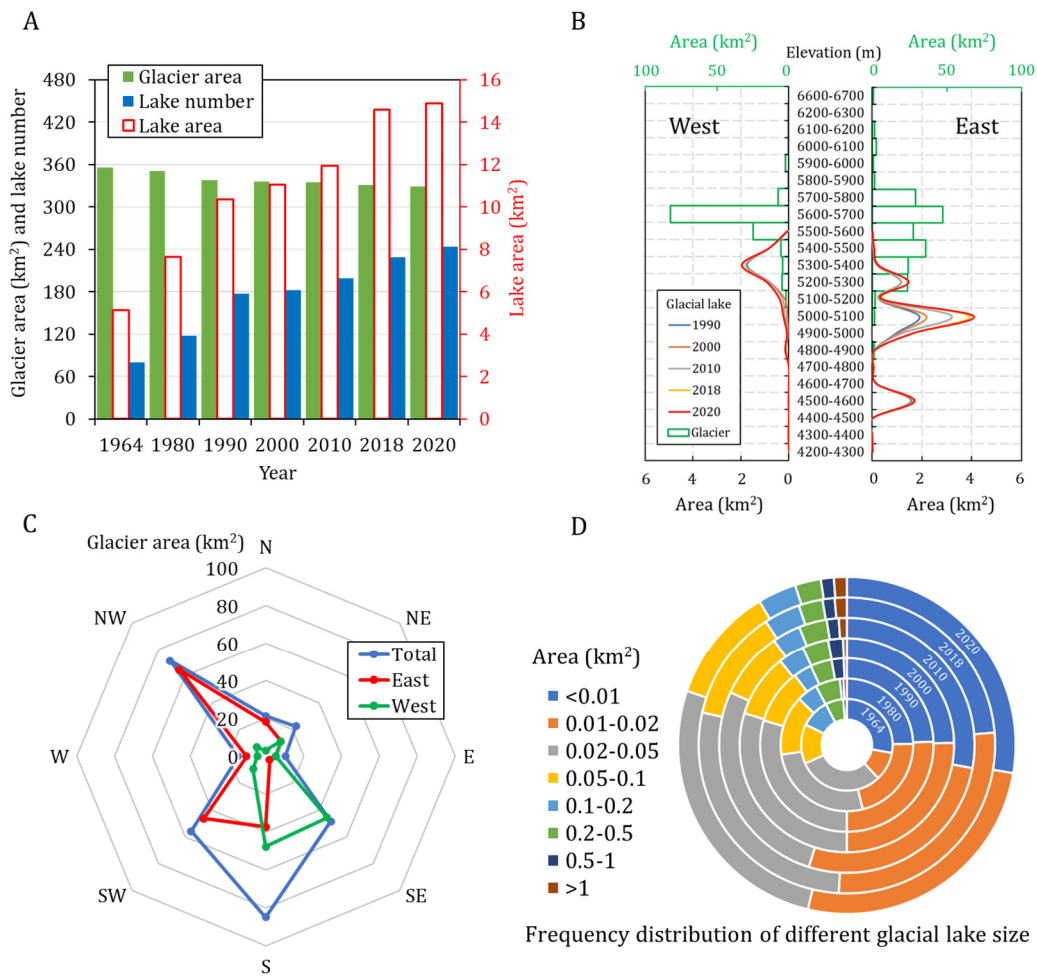 A
Glacier area (km²) and lake number
480
420
360
300
240
180
120
60
0
Glacier area
Lake number
Lake area
16
14
12
10
8
6
4
2
0
Lake area (km²)
1964 1980 1990 2000 2010 2018 2020
Year
B
Area (km²)
Elevation (m)
Area (km²)
100 50 0
0 50 100
West
East
6600-6700
6200-6300
6100-6200
6000-6100
5900-6000
5800-5900
5700-5800
5600-5700
5500-5600
5400-5500
5300-5400
5200-5300
5100-5200
5000-5100
4900-5000
4800-4900
4700-4800
4600-4700
4500-4600
4400-4500
4300-4400
4200-4300
Glacial lake
1990
2000
2010
2018
2020
Glacier
6 4 2 0
0 2 4 6
Area (km²)
Area (km²)
C
Glacier area (km²)
N
NE
E
SE
S
SW
W
NW
100
80
60
40
20
0
Total
East
West
D
Area (km²)
<0.01
0.01-0.02
0.02-0.05
0.05-0.1
0.1-0.2
0.2-0.5
0.5-1
>1
2020
2018
2010
2000
1990
1980
1964
Frequency distribution of different glacial lake size